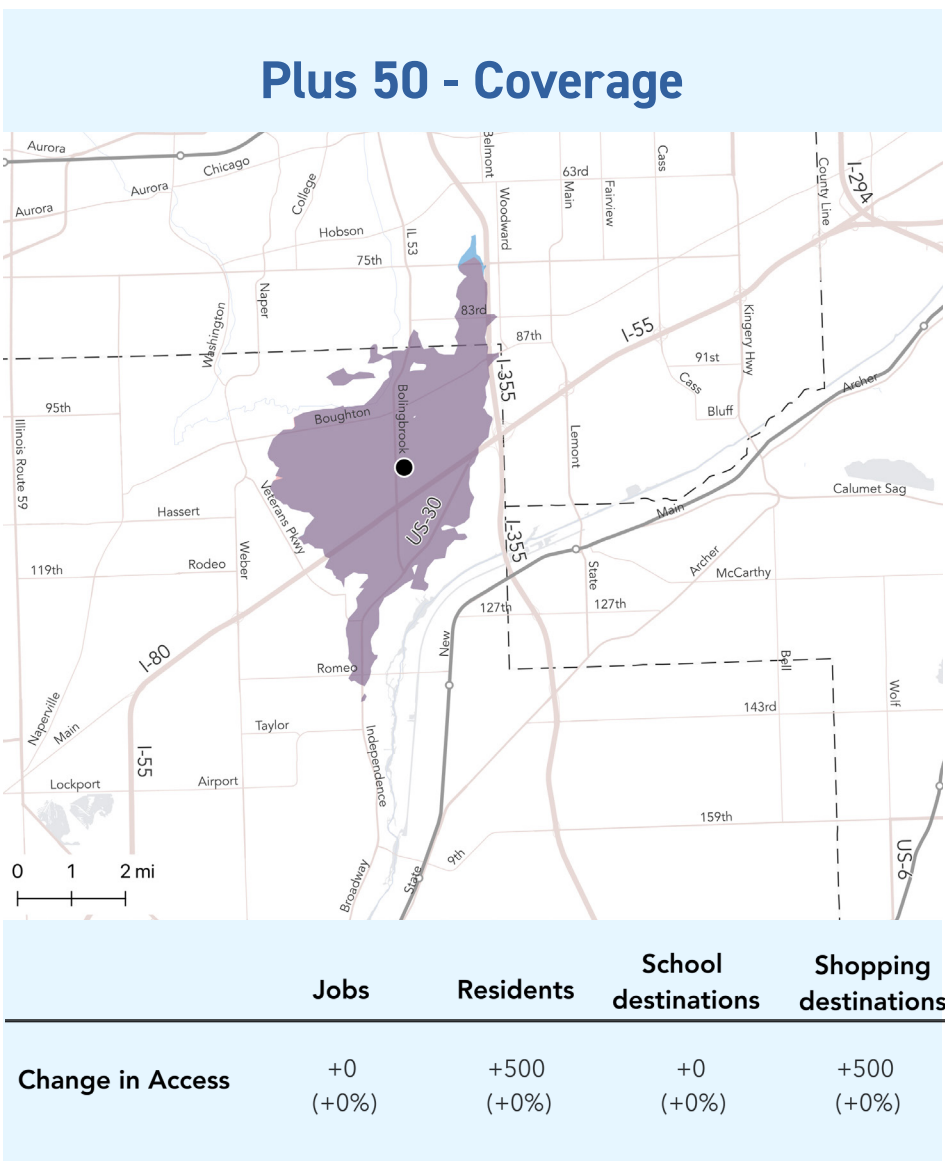 Plus 50 - Coverage
Aurora
Chicago
Aurora
Aurora
College
Hobson
IL 53
Belmont
Woodward
63rd
Main
Fairview
Cass
County Line
I-294
75th
Naper
Washington
83rd
87th
I-55
Kingery Hwy
91st
Cass
Bluff
Archer
I-355
95th
Illinois Route 59
Boughton
Bolingbrook
Lemont
Calumet Sag
Veterans Pkwy
US-30
Hassert
Main
I-355
119th
Rodeo
Weber
State
Archer
McCarthy
127th
127th
New
I-80
Romeo
Bell
Wolf
Naperville
Main
Taylor
Independence
143rd
I-55
Lockport
Airport
159th
9th
US-6
Broadway
State
0 1 2 mi
Jobs
Residents
School
destinations
Shopping
destinations
Change in Access
+0
(+0%)
+500
(+0%)
+0
(+0%)
+500
(+0%)